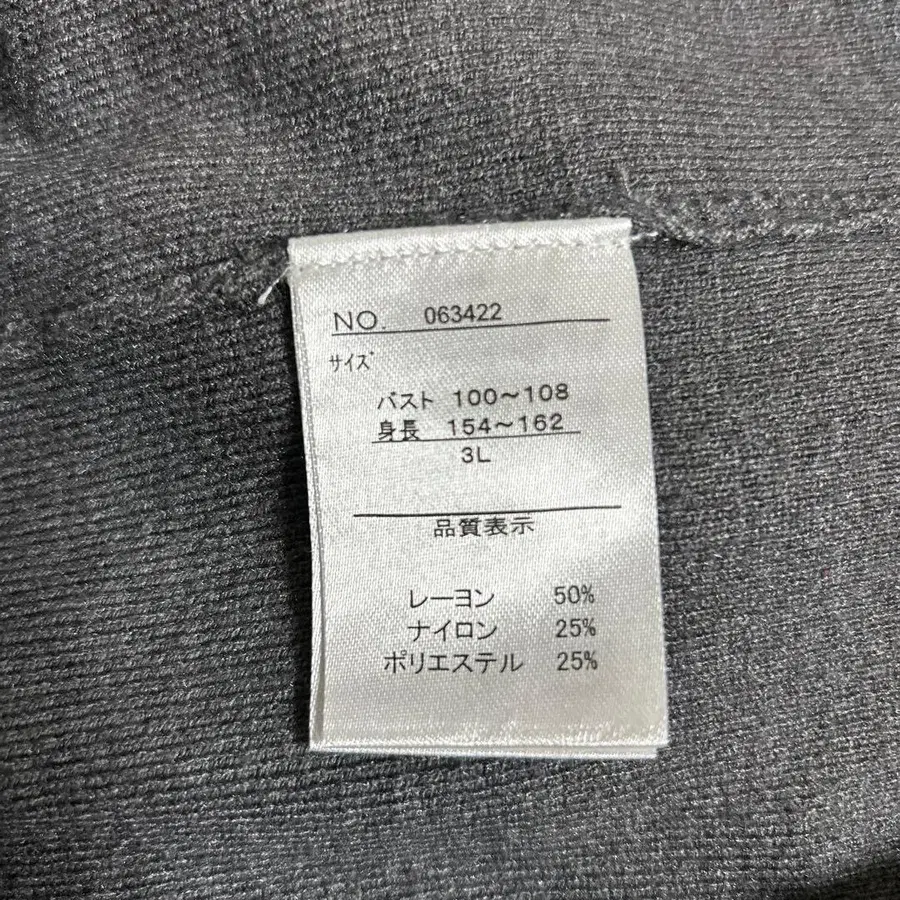 NO. 063422
サイズ
バスト 100～108
身長 154～162
3L
品質表示
レーヨン 50%
ナイロン 25%
ポリエステル 25%